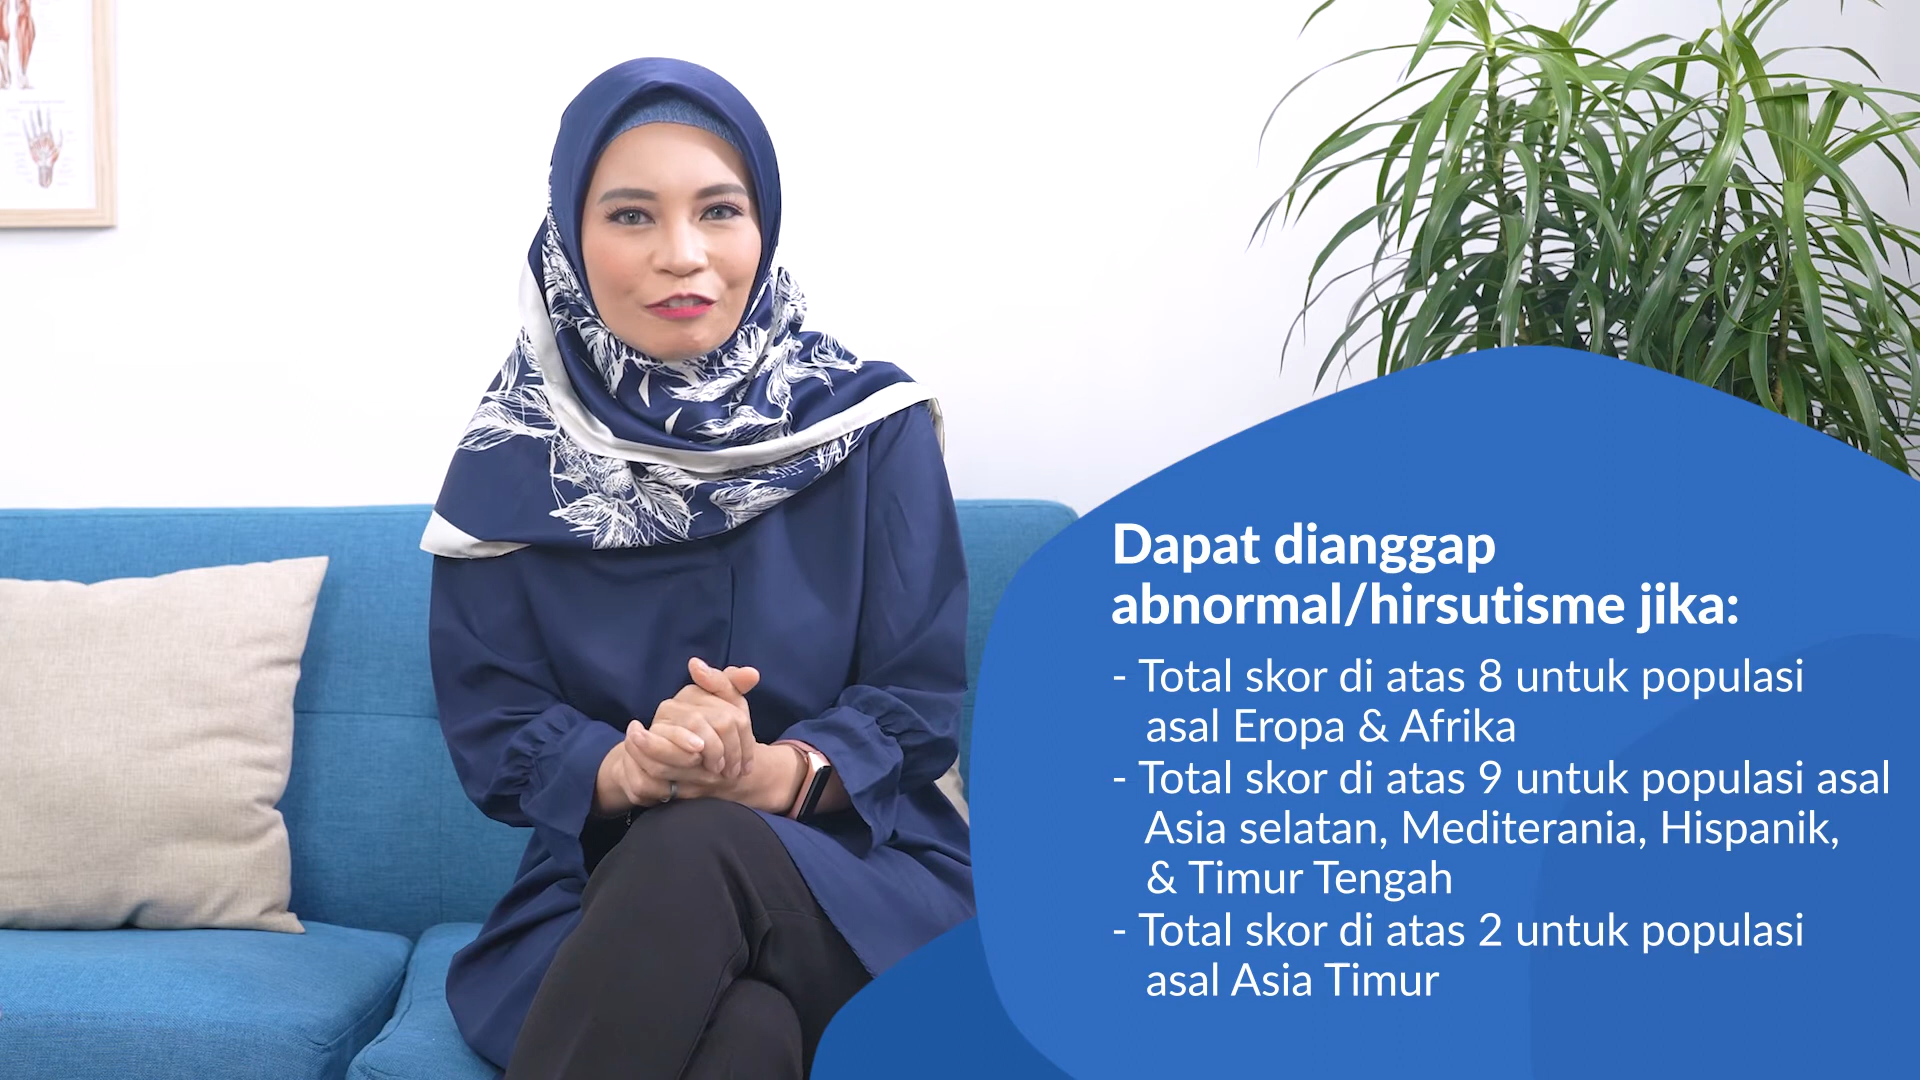 Dapat dianggap
abnormal/hirsutisme jika:
- Total skor di atas 8 untuk populasi
asal Eropa & Afrika
- Total skor di atas 9 untuk populasi asal
Asia selatan, Mediterania, Hispanik,
& Timur Tengah
- Total skor di atas 2 untuk populasi
asal Asia Timur